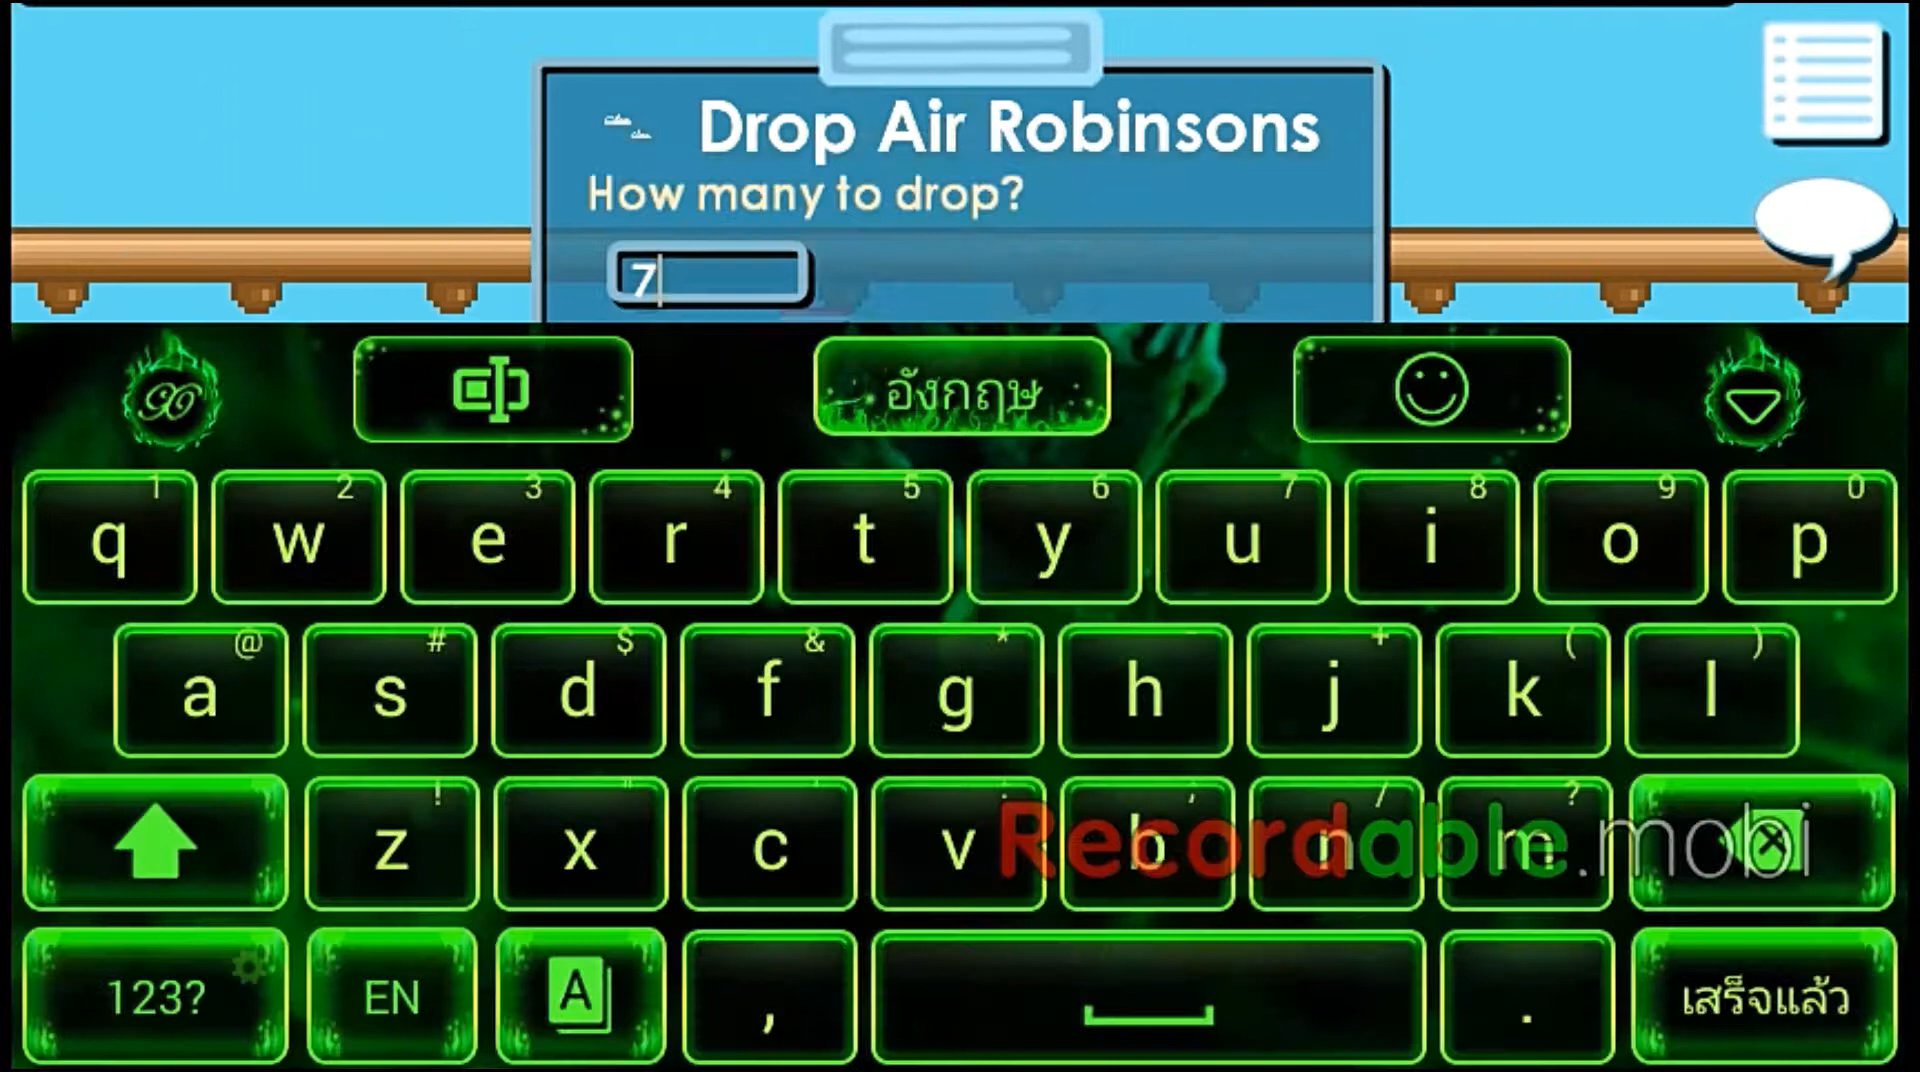 Drop Air Robinsons
How many to drop?
7
GO
อังกฤษ
1 2 3 4 5 6 7 8 9 0
q w e r t y u i o p
@ # $ & * - + ( )
a s d f g h j k l
! " ' : ; / ?
z x c v b n m
Recordable.mobi
123? EN A , . เสร็จแล้ว